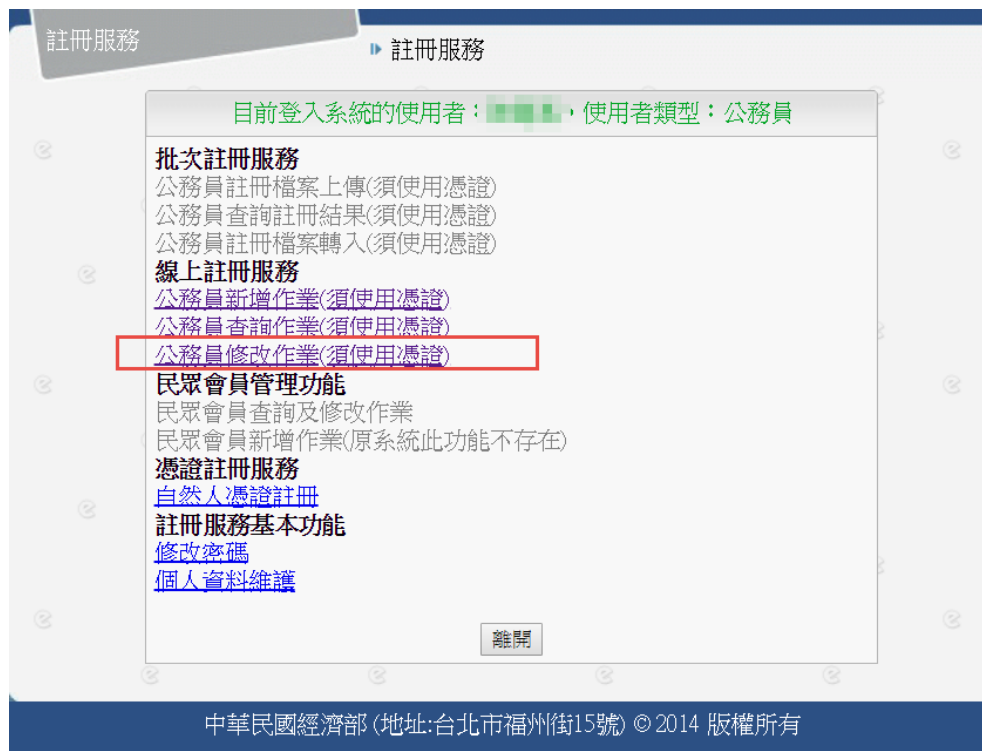 註冊服務
註冊服務
目前登入系統的使用者：，使用者類型：公務員
批次註冊服務
公務員註冊檔案上傳(須使用憑證)
公務員查詢註冊結果(須使用憑證)
公務員註冊檔案轉入(須使用憑證)
線上註冊服務
公務員新增作業(須使用憑證)
公務員查詢作業(須使用憑證)
公務員修改作業(須使用憑證)
民眾會員管理功能
民眾會員查詢及修改作業
民眾會員新增作業(原系統此功能不存在)
憑證註冊服務
自然人憑證註冊
註冊服務基本功能
修改密碼
個人資料維護
離開
中華民國經濟部 (地址:台北市福州街15號) © 2014 版權所有